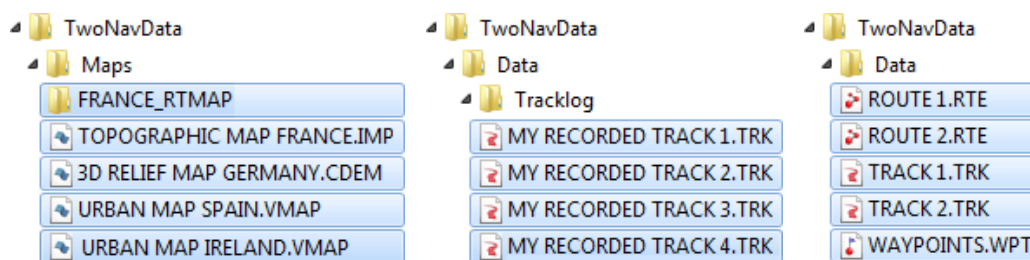 TwoNavData
Maps
FRANCE_RTMAP
TOPOGRAPHIC MAP FRANCE.IMP
3D RELIEF MAP GERMANY.CDEM
URBAN MAP SPAIN.VMAP
URBAN MAP IRELAND.VMAP
TwoNavData
Data
Tracklog
MY RECORDED TRACK 1.TRK
MY RECORDED TRACK 2.TRK
MY RECORDED TRACK 3.TRK
MY RECORDED TRACK 4.TRK
TwoNavData
Data
ROUTE 1.RTE
ROUTE 2.RTE
TRACK 1.TRK
TRACK 2.TRK
WAYPOINTS.WPT